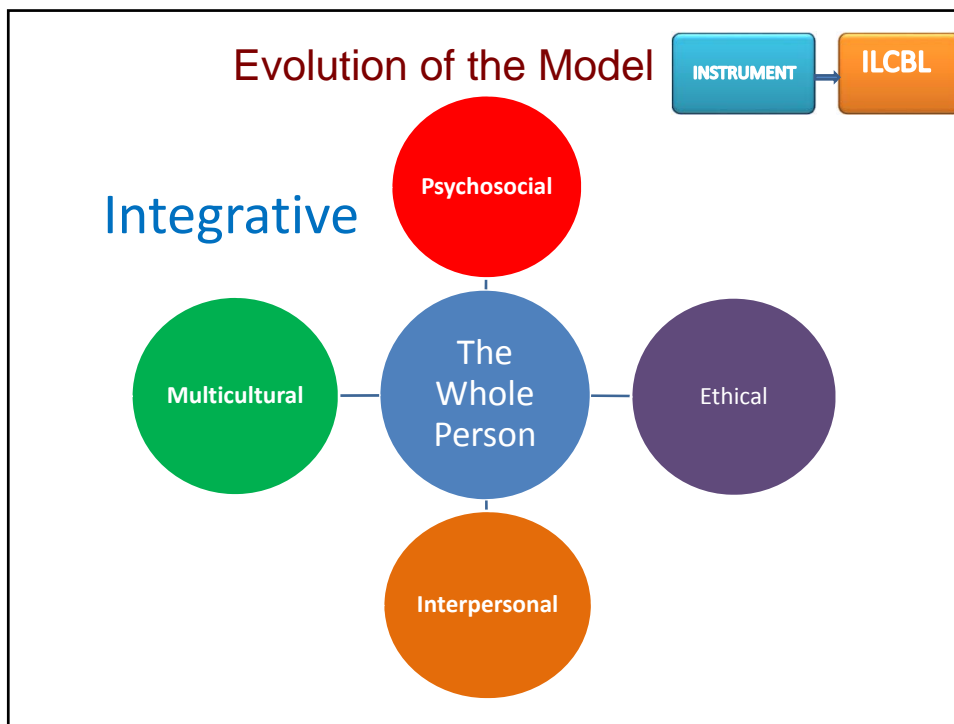 Evolution of the Model
INSTRUMENT
ILCBL
Psychosocial
Integrative
Multicultural
The
Whole
Person
Ethical
Interpersonal